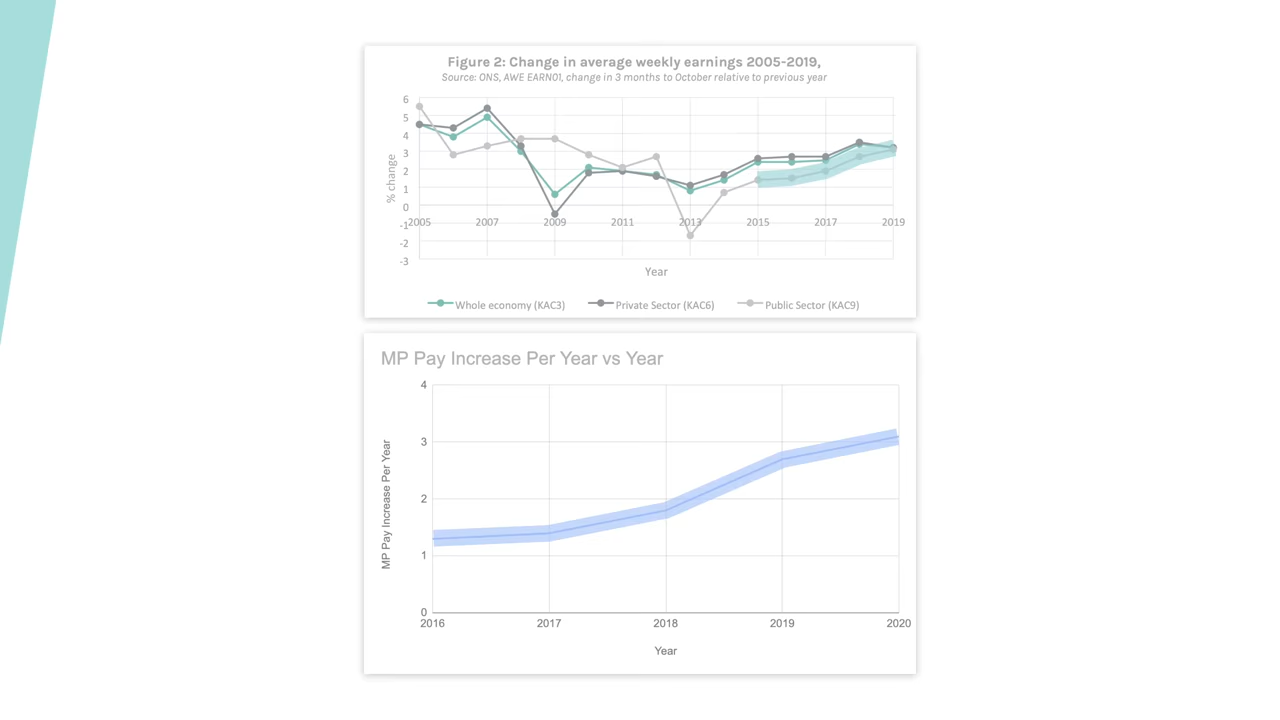 Figure 2: Change in average weekly earnings 2005-2019,
Source: ONS, AWE EARN01, change in 3 months to October relative to previous year
6
5
4
3
2
1
0
-1
-2
-3
% change
2005 2007 2009 2011 2013 2015 2017 2019
Year
Whole economy (KAC3) Private Sector (KAC6) Public Sector (KAC9)
MP Pay Increase Per Year vs Year
4
3
2
1
0
MP Pay Increase Per Year
2016 2017 2018 2019 2020
Year